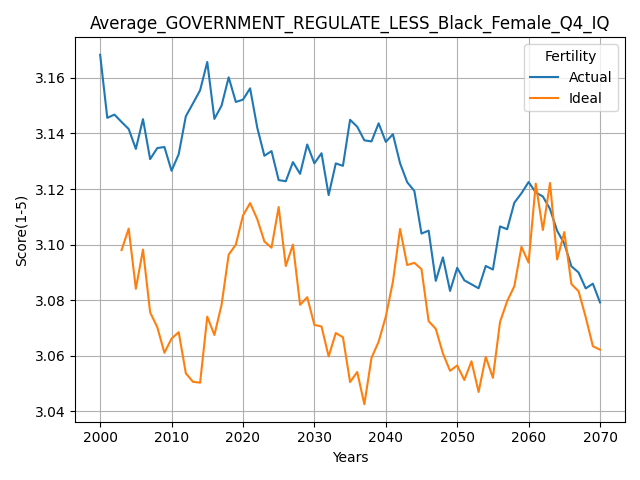 Average_GOVERNMENT_REGULATE_LESS_Black_Female_Q4_IQ
Fertility
Actual
Ideal
Score(1-5)
3.16
3.14
3.12
3.10
3.08
3.06
3.04
2000 2010 2020 2030 2040 2050 2060 2070
Years